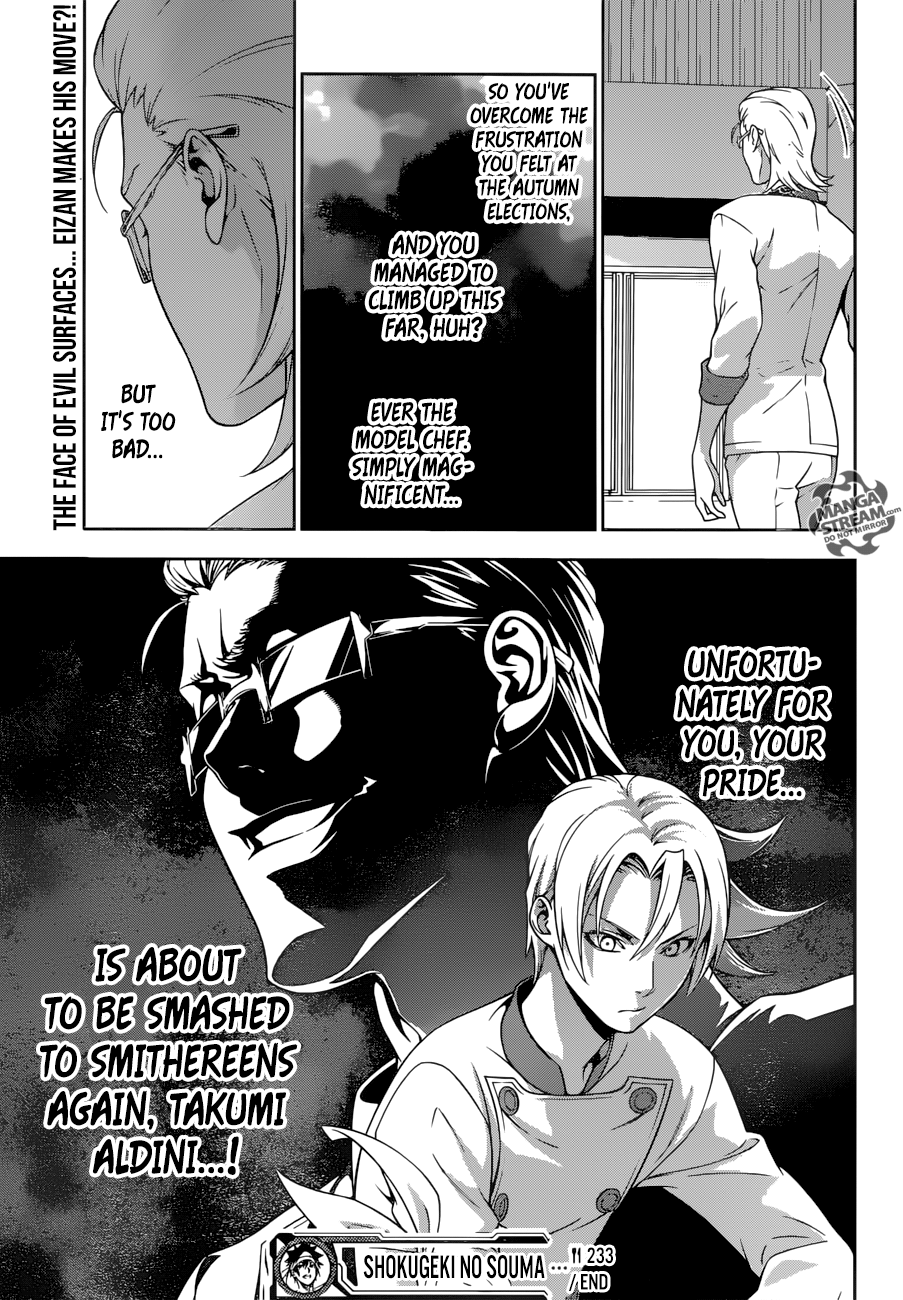 SO YOU'VE
OVERCOME THE
FRUSTRATION
YOU FELT AT
THE AUTUMN
ELECTIONS,
AND YOU
MANAGED TO
CLIMB UP THIS
FAR, HUH?
EVER THE
MODEL CHEF.
SIMPLY MAG-
NIFICENT...
BUT
IT'S TOO
BAD...
THE FACE OF EVIL SURFACES... EIZAN MAKES HIS MOVE?!
MANGA
STREAM.com
DO NOT MIRROR
UNFORTU-
NATELY FOR
YOU, YOUR
PRIDE...
IS ABOUT
TO BE SMASHED
TO SMITHEREENS
AGAIN, TAKUMI
ALDINI...!
SHOKUGEKI NO SOUMA ... 233
/ END